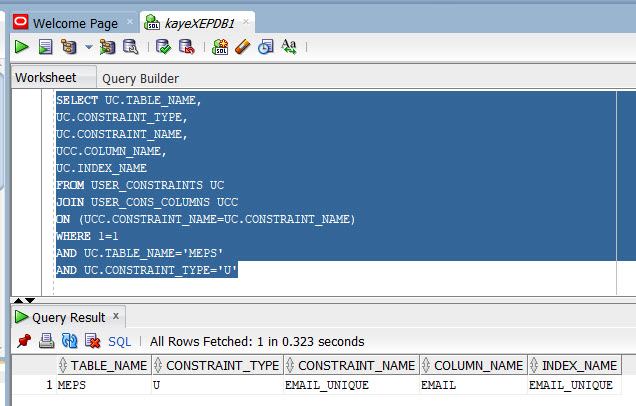 Welcome Page × kayeXEPDB1 ×
SQL Aa
Worksheet Query Builder
SELECT UC.TABLE_NAME,
UC.CONSTRAINT_TYPE,
UC.CONSTRAINT_NAME,
UCC.COLUMN_NAME,
UC.INDEX_NAME
FROM USER_CONSTRAINTS UC
JOIN USER_CONS_COLUMNS UCC
ON (UCC.CONSTRAINT_NAME=UC.CONSTRAINT_NAME)
WHERE 1=1
AND UC.TABLE_NAME='MEPS'
AND UC.CONSTRAINT_TYPE='U'
Query Result ×
SQL | All Rows Fetched: 1 in 0.323 seconds
TABLE_NAME CONSTRAINT_TYPE CONSTRAINT_NAME COLUMN_NAME INDEX_NAME
1 MEPS U EMAIL_UNIQUE EMAIL EMAIL_UNIQUE